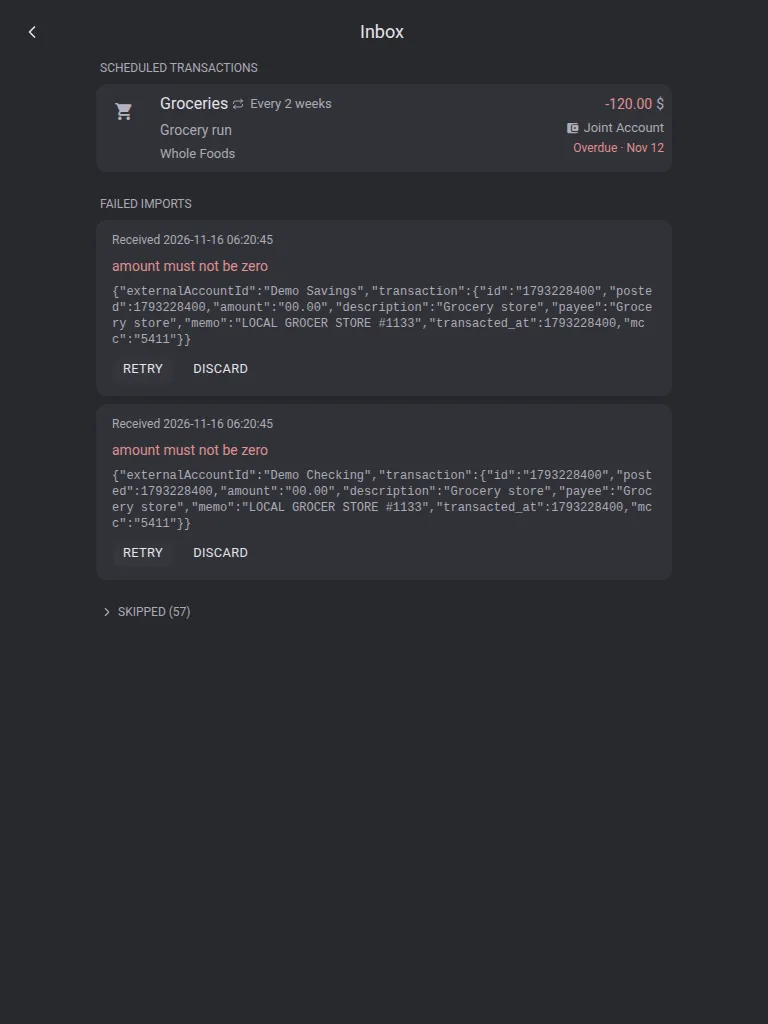 Inbox
SCHEDULED TRANSACTIONS
Groceries Every 2 weeks -120.00 $
Grocery run Joint Account
Whole Foods Overdue · Nov 12
FAILED IMPORTS
Received 2026-11-16 06:20:45
amount must not be zero
{"externalAccountId":"Demo Savings","transaction":{"id":"1793228400","poste
d":1793228400,"amount":"00.00","description":"Grocery store","payee":"Groce
ry store","memo":"LOCAL GROCER STORE #1133","transacted_at":1793228400,"mc
c":"5411"}}
RETRY DISCARD
Received 2026-11-16 06:20:45
amount must not be zero
{"externalAccountId":"Demo Checking","transaction":{"id":"1793228400","post
ed":1793228400,"amount":"00.00","description":"Grocery store","payee":"Groc
ery store","memo":"LOCAL GROCER STORE #1133","transacted_at":1793228400,"mc
c":"5411"}}
RETRY DISCARD
SKIPPED (57)